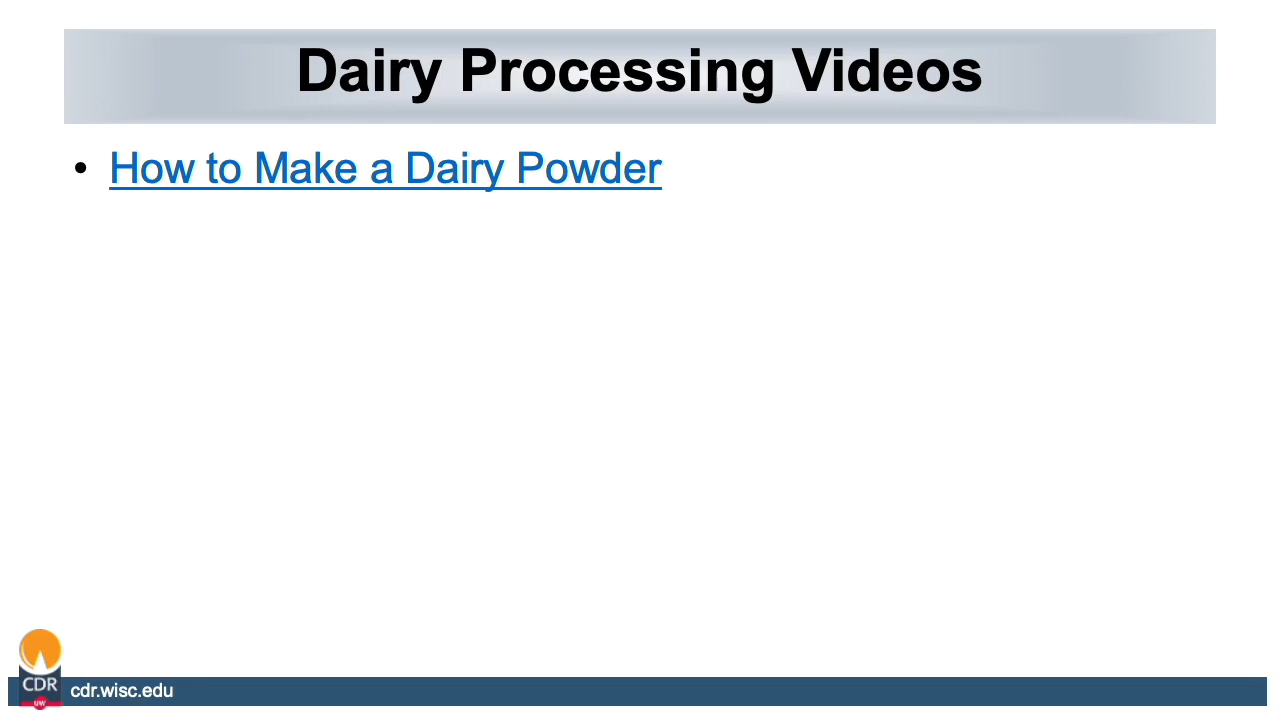 Dairy Processing Videos
• How to Make a Dairy Powder
CDR
UW
cdr.wisc.edu